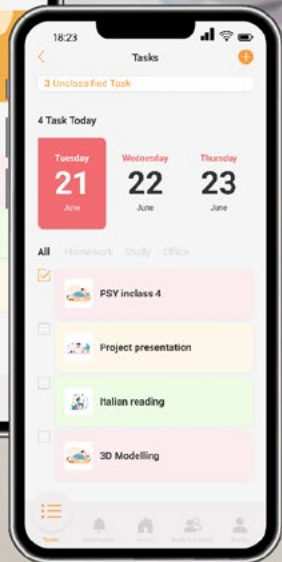 18:23
Tasks
3 Unclassified Task
4 Task Today
Tuesday Wednesday Thursday
21 22 23
June June June
All Homework Study Office
PSY inclass 4
Project presentation
Italian reading
3D Modelling
Tasks